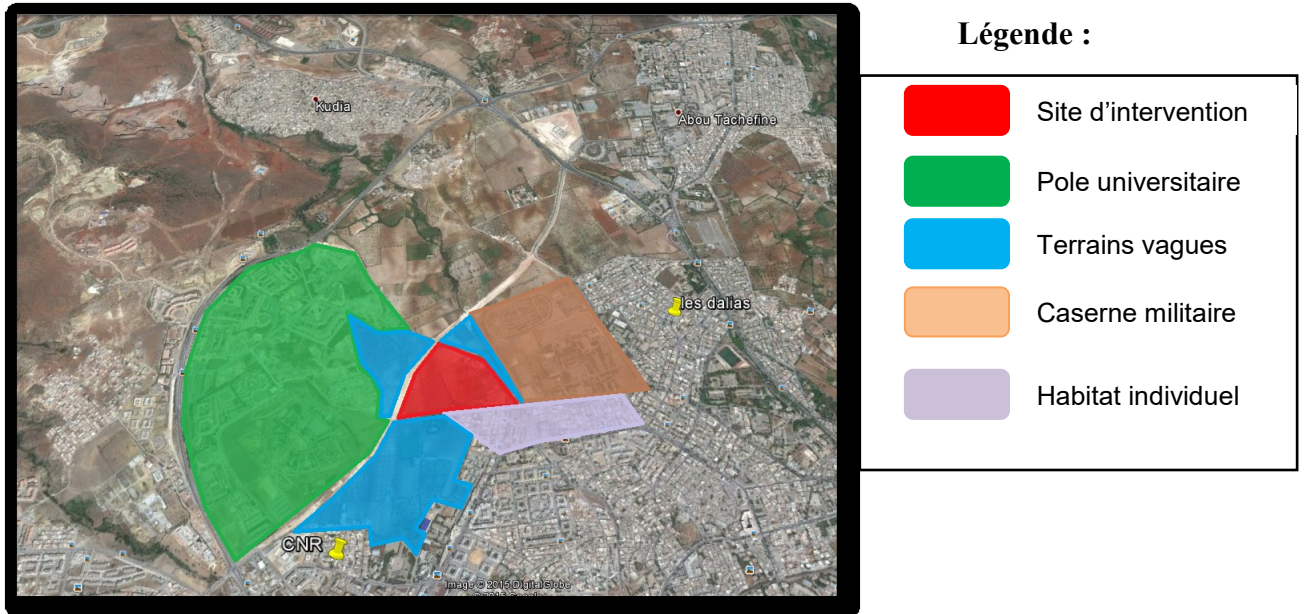 Légende :
Kudia
Abou Tachefine
Site d'intervention
Pole universitaire
Terrains vagues
les dalias
Caserne militaire
Habitat individuel
CNR
Image © 2015 DigitalGlobe